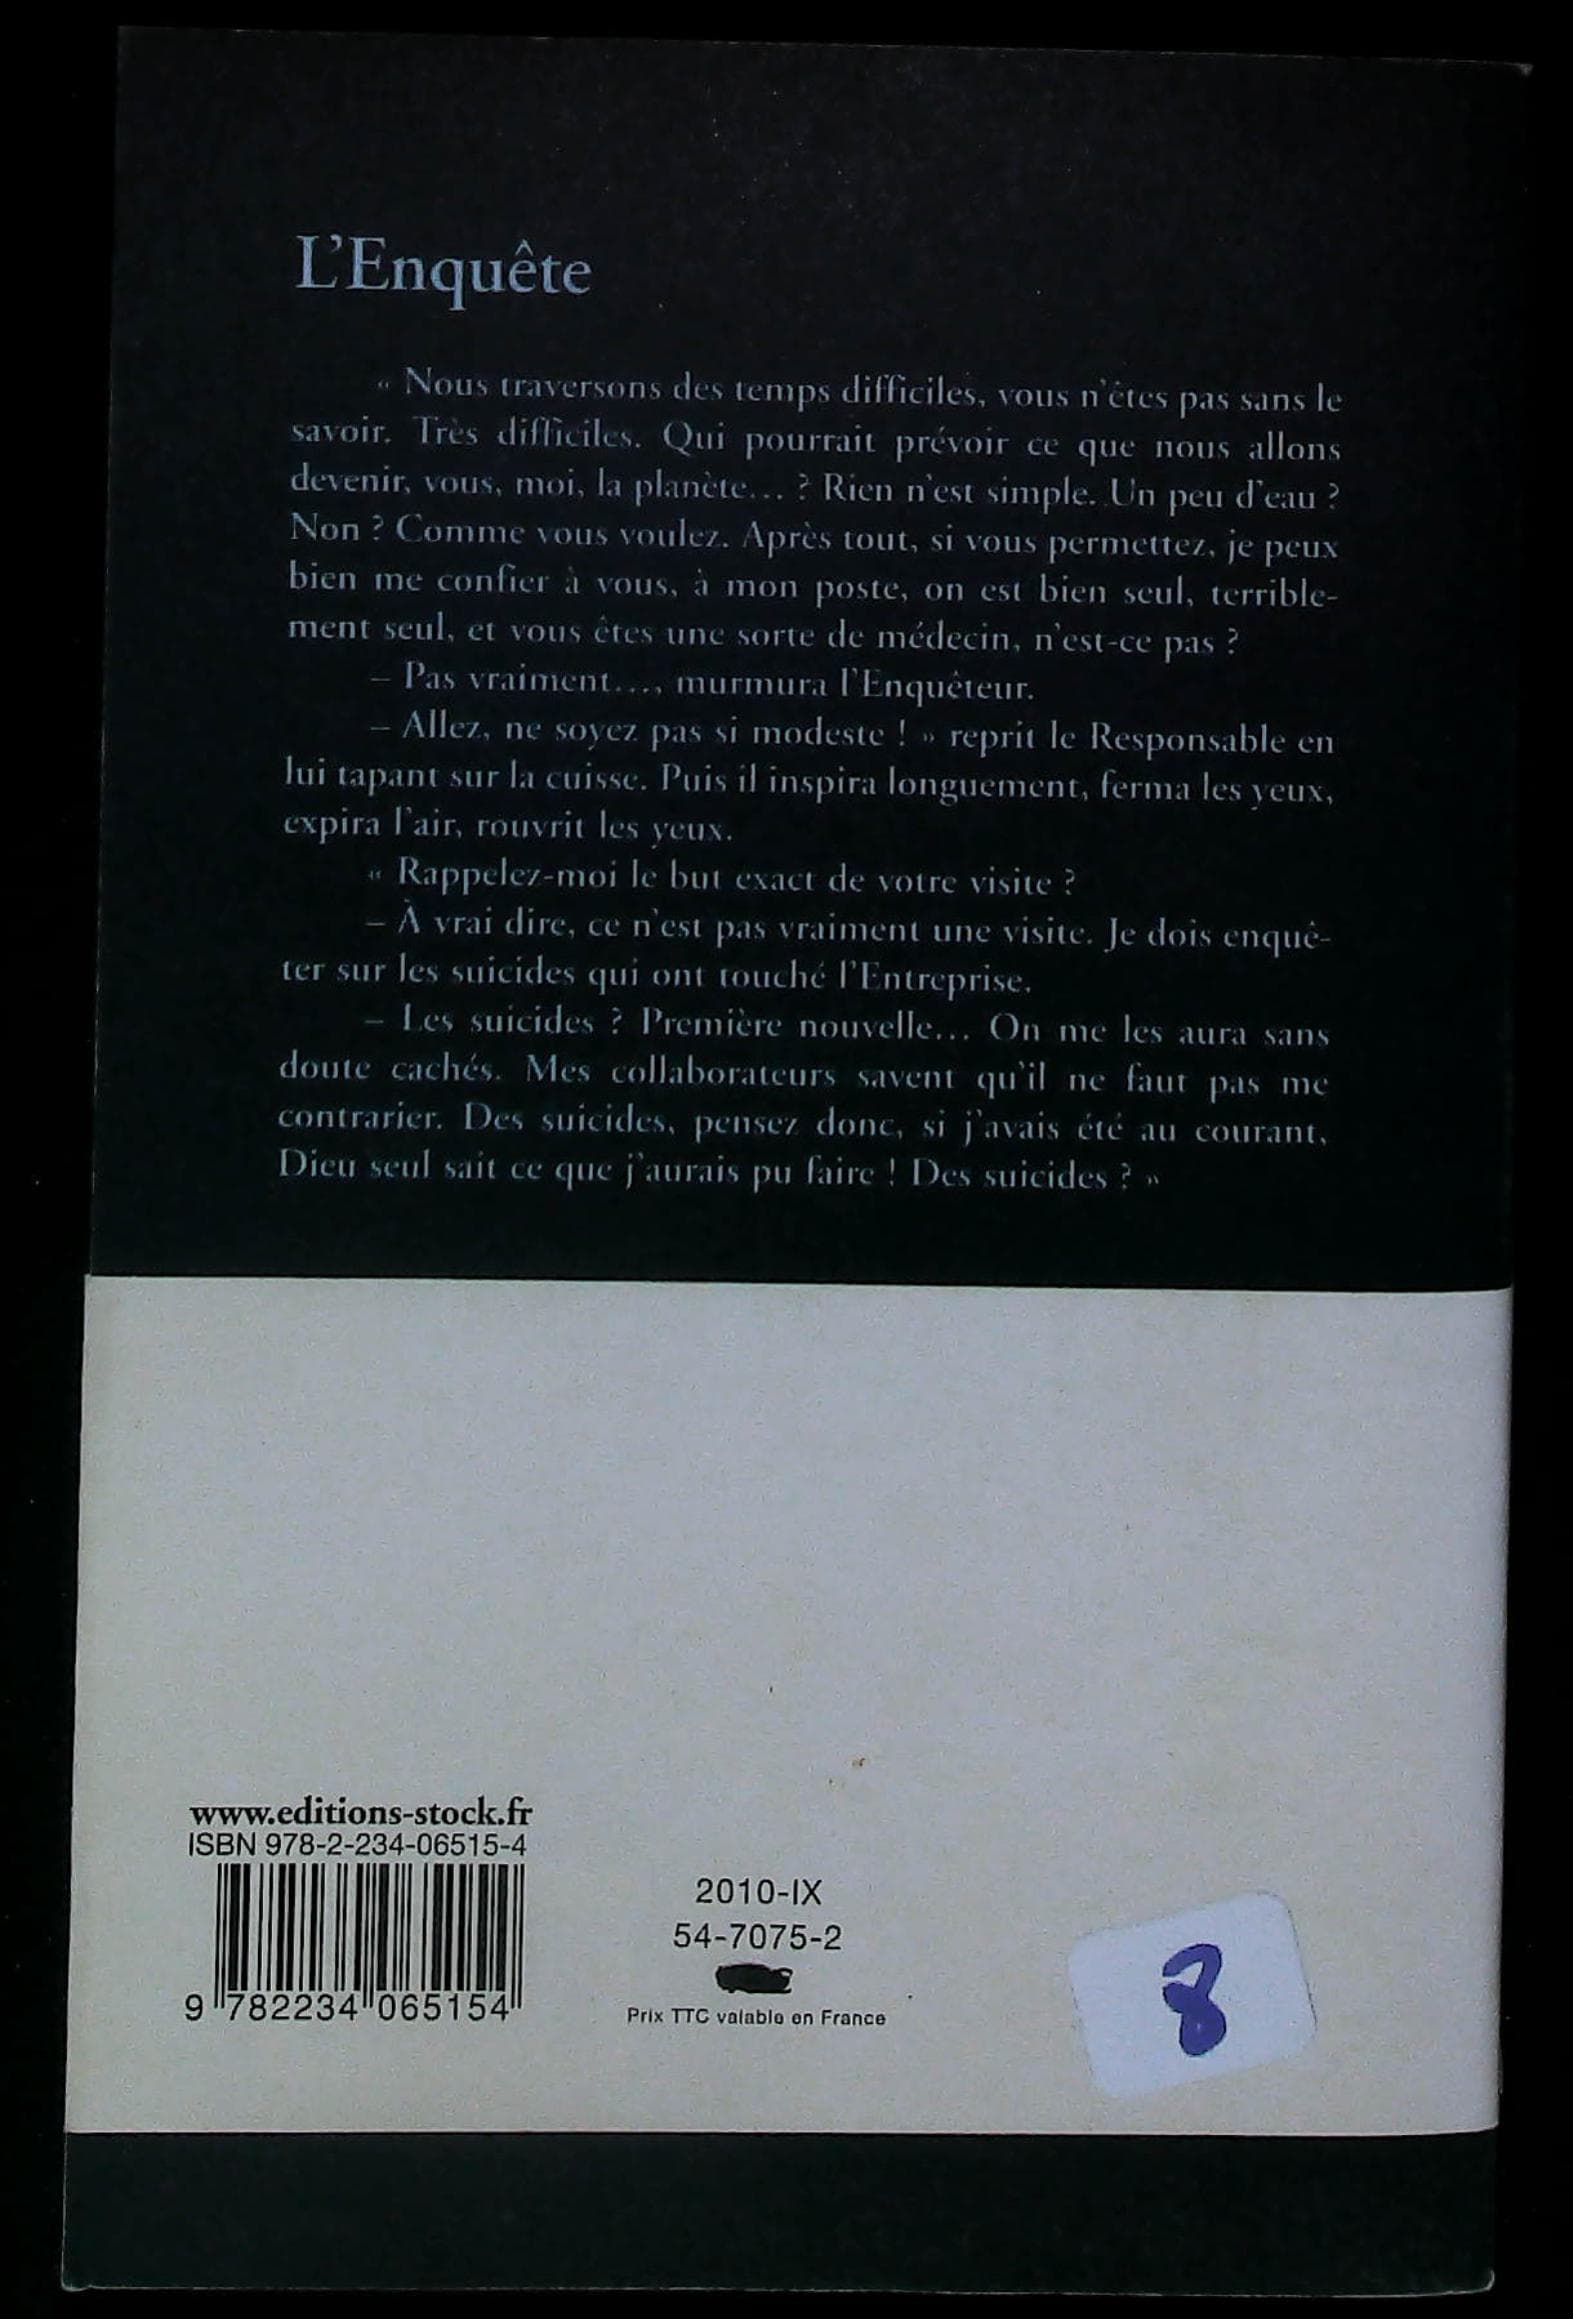 L'Enquête
« Nous traversons des temps difficiles, vous n'êtes pas sans le
savoir. Très difficiles. Qui pourrait prévoir ce que nous allons
devenir, vous, moi, la planète... ? Rien n'est simple. Un peu d'eau ?
Non ? Comme vous voulez. Après tout, si vous permettez, je peux
bien me confier à vous, à mon poste, on est bien seul, terrible-
ment seul, et vous êtes une sorte de médecin, n'est-ce pas ?
– Pas vraiment..., murmura l'Enquêteur.
– Allez, ne soyez pas si modeste ! » reprit le Responsable en
lui tapant sur la cuisse. Puis il inspira longuement, ferma les yeux,
expira l'air, rouvrit les yeux.
« Rappelez-moi le but exact de votre visite ?
– À vrai dire, ce n'est pas vraiment une visite. Je dois enquê-
ter sur les suicides qui ont touché l'Entreprise.
– Les suicides ? Première nouvelle... On me les aura sans
doute cachés. Mes collaborateurs savent qu'il ne faut pas me
contrarier. Des suicides, pensez donc, si j'avais été au courant,
Dieu seul sait ce que j'aurais pu faire ! Des suicides ? »
www.editions-stock.fr
ISBN 978-2-234-06515-4
9 782234 065154
2010-IX
54-7075-2
Prix TTC valable en France
8